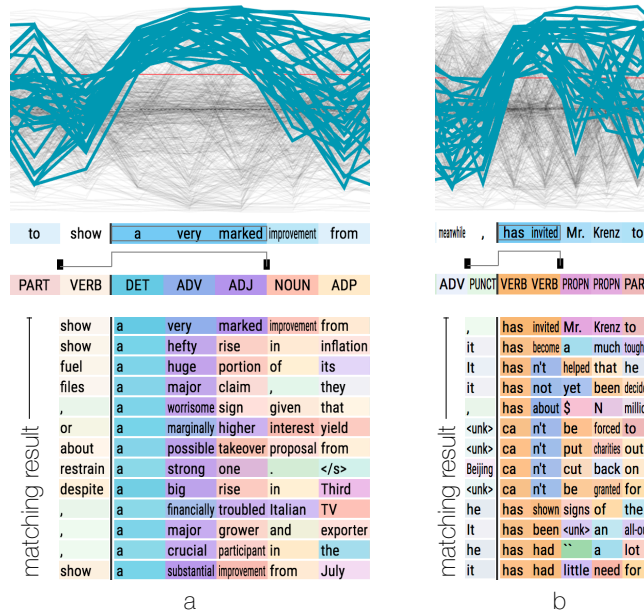 to show a very marked improvement from
meanwhile , has invited Mr. Krenz to
PART VERB DET ADV ADJ NOUN ADP
ADV PUNCT VERB VERB PROPN PROPN PAR
matching result
show a very marked improvement from
show a hefty rise in inflation
fuel a huge portion of its
files a major claim , they
, a worrisome sign given that
or a marginally higher interest yield
about a possible takeover proposal from
restrain a strong one . </s>
despite a big rise in Third
, a financially troubled Italian TV
, a major grower and exporter
, a crucial participant in the
show a substantial improvement from July
a
matching result
, has invited Mr. Krenz to
it has become a much tough
It has n't helped that he
it has not yet been decide
, has about $ N millio
<unk> ca n't be forced to
<unk> ca n't put charities out
Beijing ca n't cut back on
<unk> ca n't be granted for
he has shown signs of the
It has been <unk> an all-o
he has had `` a lot
it has had little need for
b